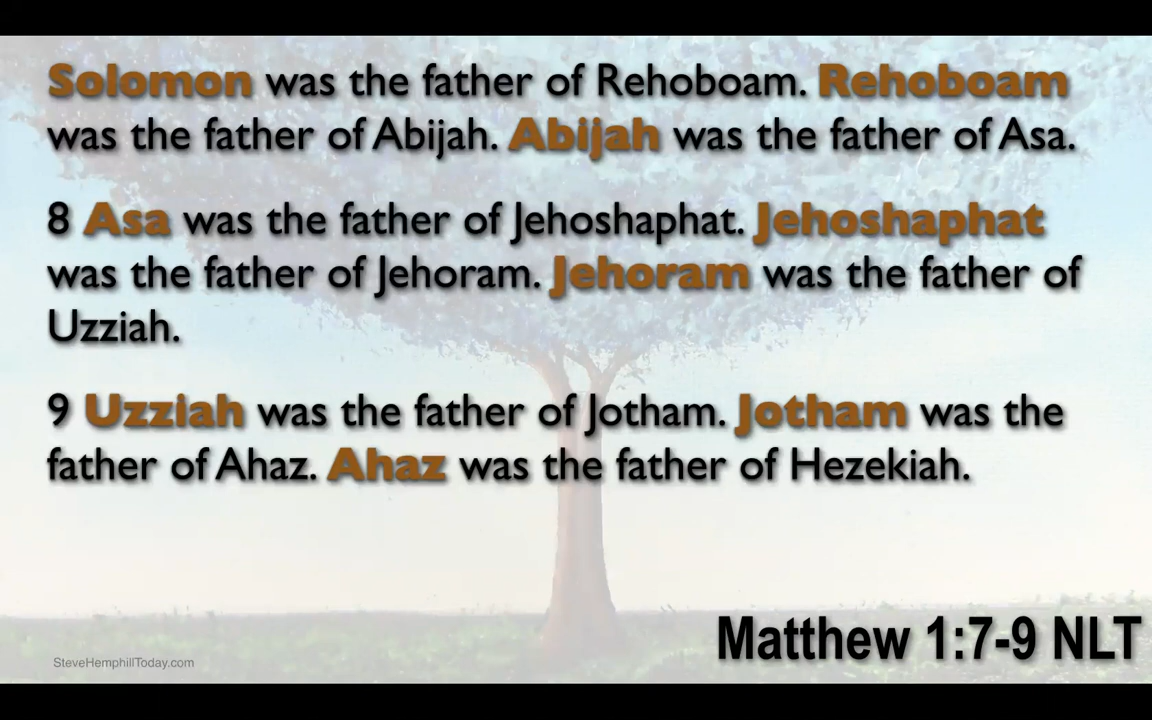 Solomon was the father of Rehoboam. Rehoboam
was the father of Abijah. Abijah was the father of Asa.
8 Asa was the father of Jehoshaphat. Jehoshaphat
was the father of Jehoram. Jehoram was the father of
Uzziah.
9 Uzziah was the father of Jotham. Jotham was the
father of Ahaz. Ahaz was the father of Hezekiah.
Matthew 1:7-9 NLT
SteveHemphillToday.com